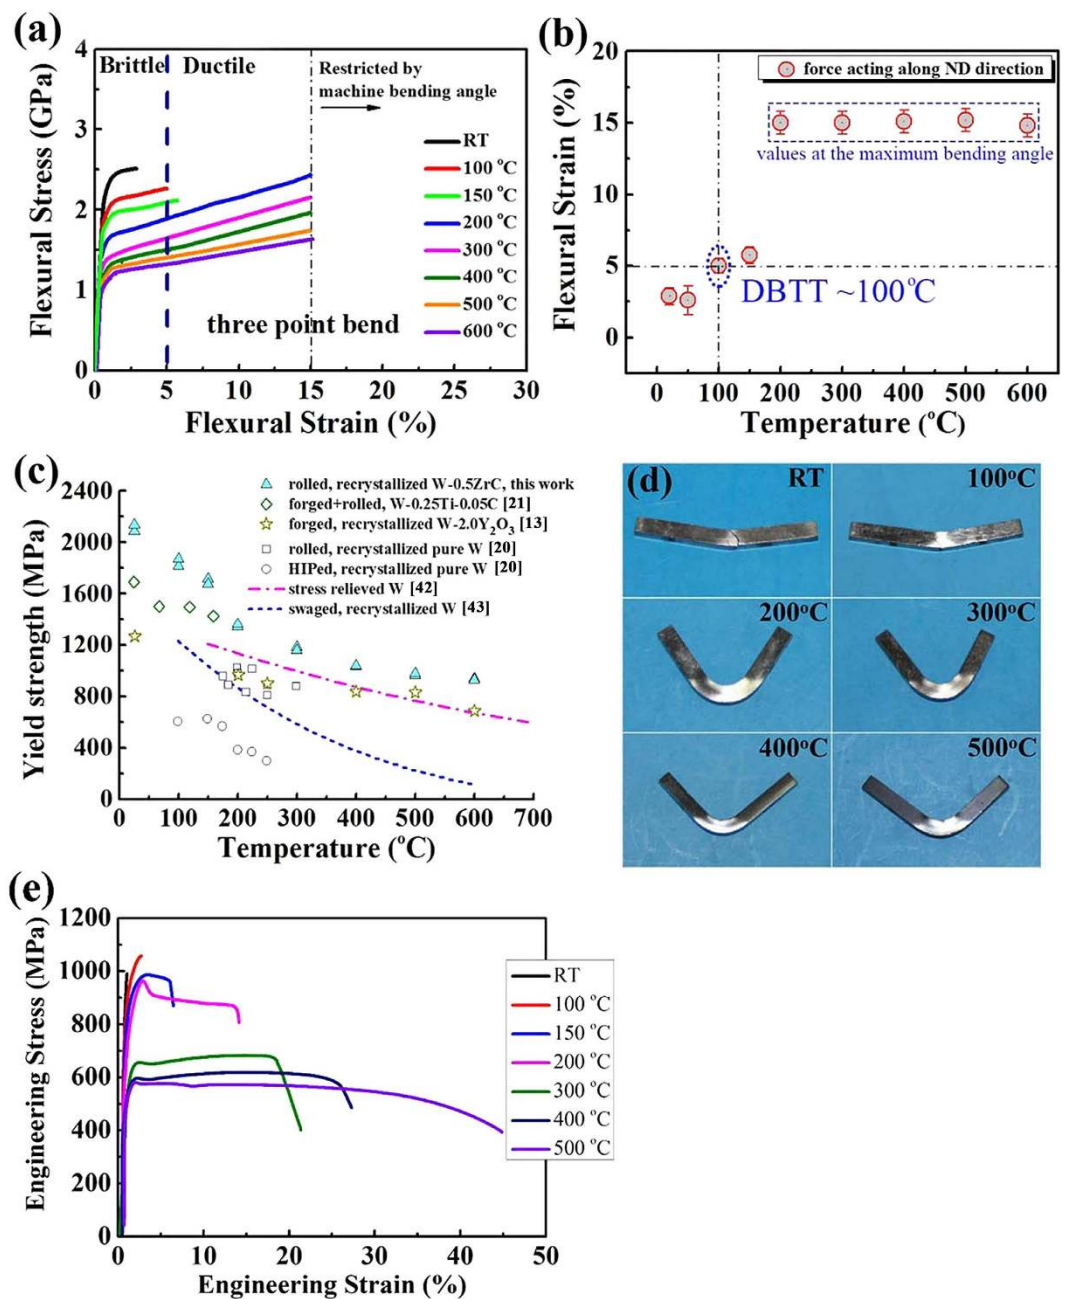 (a)
Flexural Stress (GPa)
4
3
2
1
0
Brittle
Ductile
Restricted by
machine bending angle
RT
100 °C
150 °C
200 °C
300 °C
400 °C
500 °C
600 °C
three point bend
0 5 10 15 20 25 30
Flexural Strain (%)
(b)
Flexural Strain (%)
20
15
10
5
0
force acting along ND direction
values at the maximum bending angle
DBTT ~100°C
0 100 200 300 400 500 600
Temperature (°C)
(c)
Yield strength (MPa)
2400
2000
1600
1200
800
400
0
rolled, recrystallized W-0.5ZrC, this work
forged+rolled, W-0.25Ti-0.05C [21]
forged, recrystallized W-2.0Y₂O₃ [13]
rolled, recrystallized pure W [20]
HIPed, recrystallized pure W [20]
stress relieved W [42]
swaged, recrystallized W [43]
0 100 200 300 400 500 600 700
Temperature (°C)
(d)
RT
100°C
200°C
300°C
400°C
500°C
(e)
Engineering Stress (MPa)
1200
1000
800
600
400
200
0
RT
100 °C
150 °C
200 °C
300 °C
400 °C
500 °C
0 10 20 30 40 50
Engineering Strain (%)